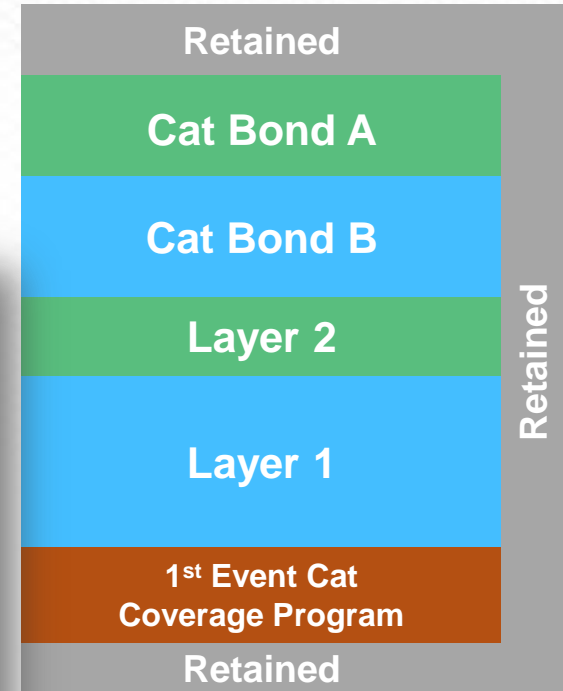 Retained
Cat Bond A
Cat Bond B
Layer 2
Layer 1
1st Event Cat
Coverage Program
Retained
Retained